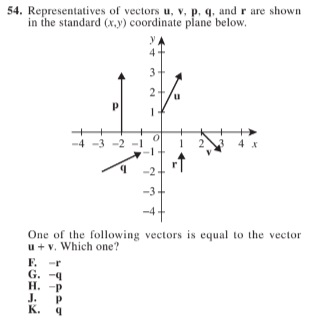 54. Representatives of vectors u, v, p, q, and r are shown
in the standard (x,y) coordinate plane below.
y
4
3
2
u
p
1
O
-4 -3 -2 -1 1 2 3 4 x
-1
v
q
-2
r
-3
-4
One of the following vectors is equal to the vector
u + v. Which one?
F. -r
G. -q
H. -p
J. p
K. q